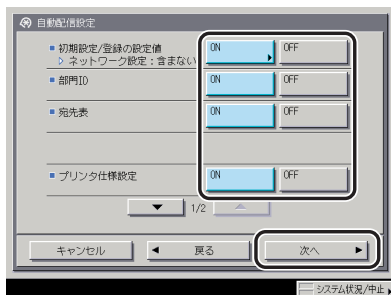 自動配信設定
■ 初期設定/登録の設定値 ON OFF
▷ ネットワーク設定：含まない
■ 部門ID ON OFF
■ 宛先表 ON OFF
■ プリンタ仕様設定 ON OFF
▼ 1/2 ▲
キャンセル ◀ 戻る 次へ ▶
システム状況/中止 ▶